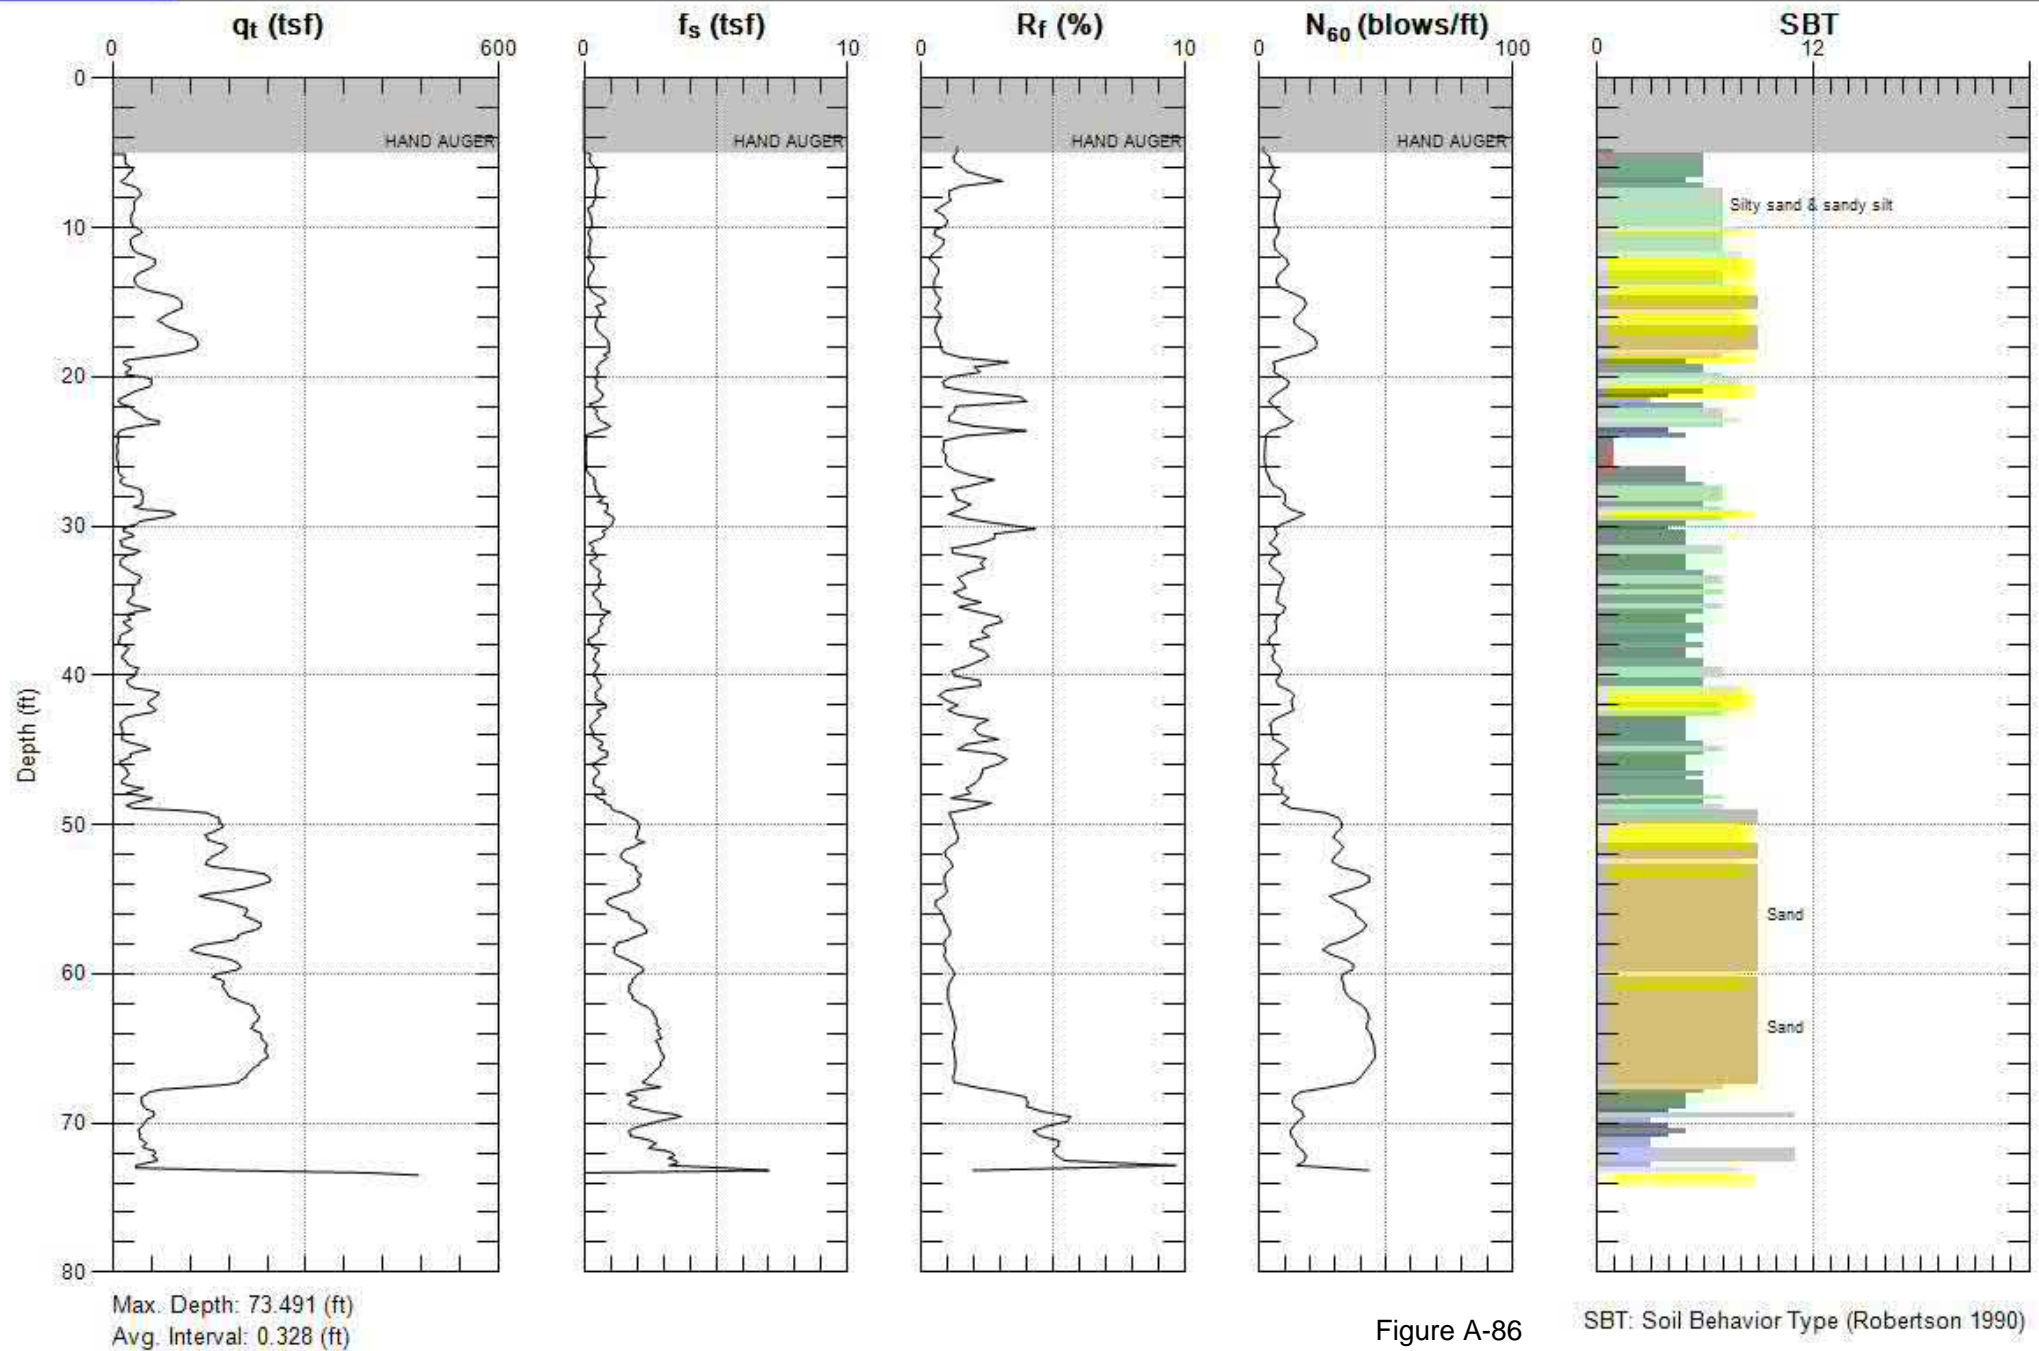 qt (tsf)
fs (tsf)
Rf (%)
N60 (blows/ft)
SBT
0 600
0 10
0 10
0 100
0 12
0
HAND AUGER
HAND AUGER
HAND AUGER
HAND AUGER
Silty sand & sandy silt
10
20
30
40
Depth (ft)
50
Sand
60
Sand
70
80
Max. Depth: 73.491 (ft)
Avg. Interval: 0.328 (ft)
Figure A-86
SBT: Soil Behavior Type (Robertson 1990)